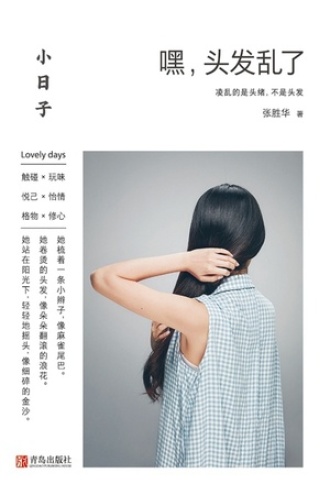 小日子
嘿，头发乱了
凌乱的是头绪，不是头发
张胜华 著
Lovely days
触碰 × 玩味
悦己 × 怡情
格物 × 修心
她梳着一条小辫子，像麻雀尾巴。
她卷烫的头发，像朵朵翻滚的浪花。
她站在阳光下，轻轻地摇头，像细碎的金沙。
青岛出版社